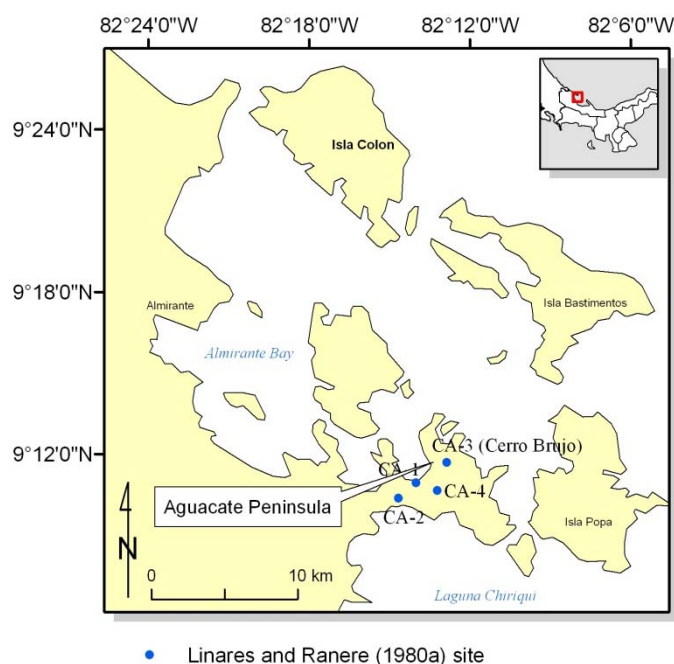 82°24'0"W 82°18'0"W 82°12'0"W 82°6'0"W
9°24'0"N
Isla Colon
9°18'0"N
Almirante
Isla Bastimentos
Almirante Bay
9°12'0"N
CA-3 (Cerro Brujo)
CA-1
CA-4
Aguacate Peninsula
CA-2
Isla Popa
N
0 10 km
Laguna Chiriqui
Linares and Ranere (1980a) site